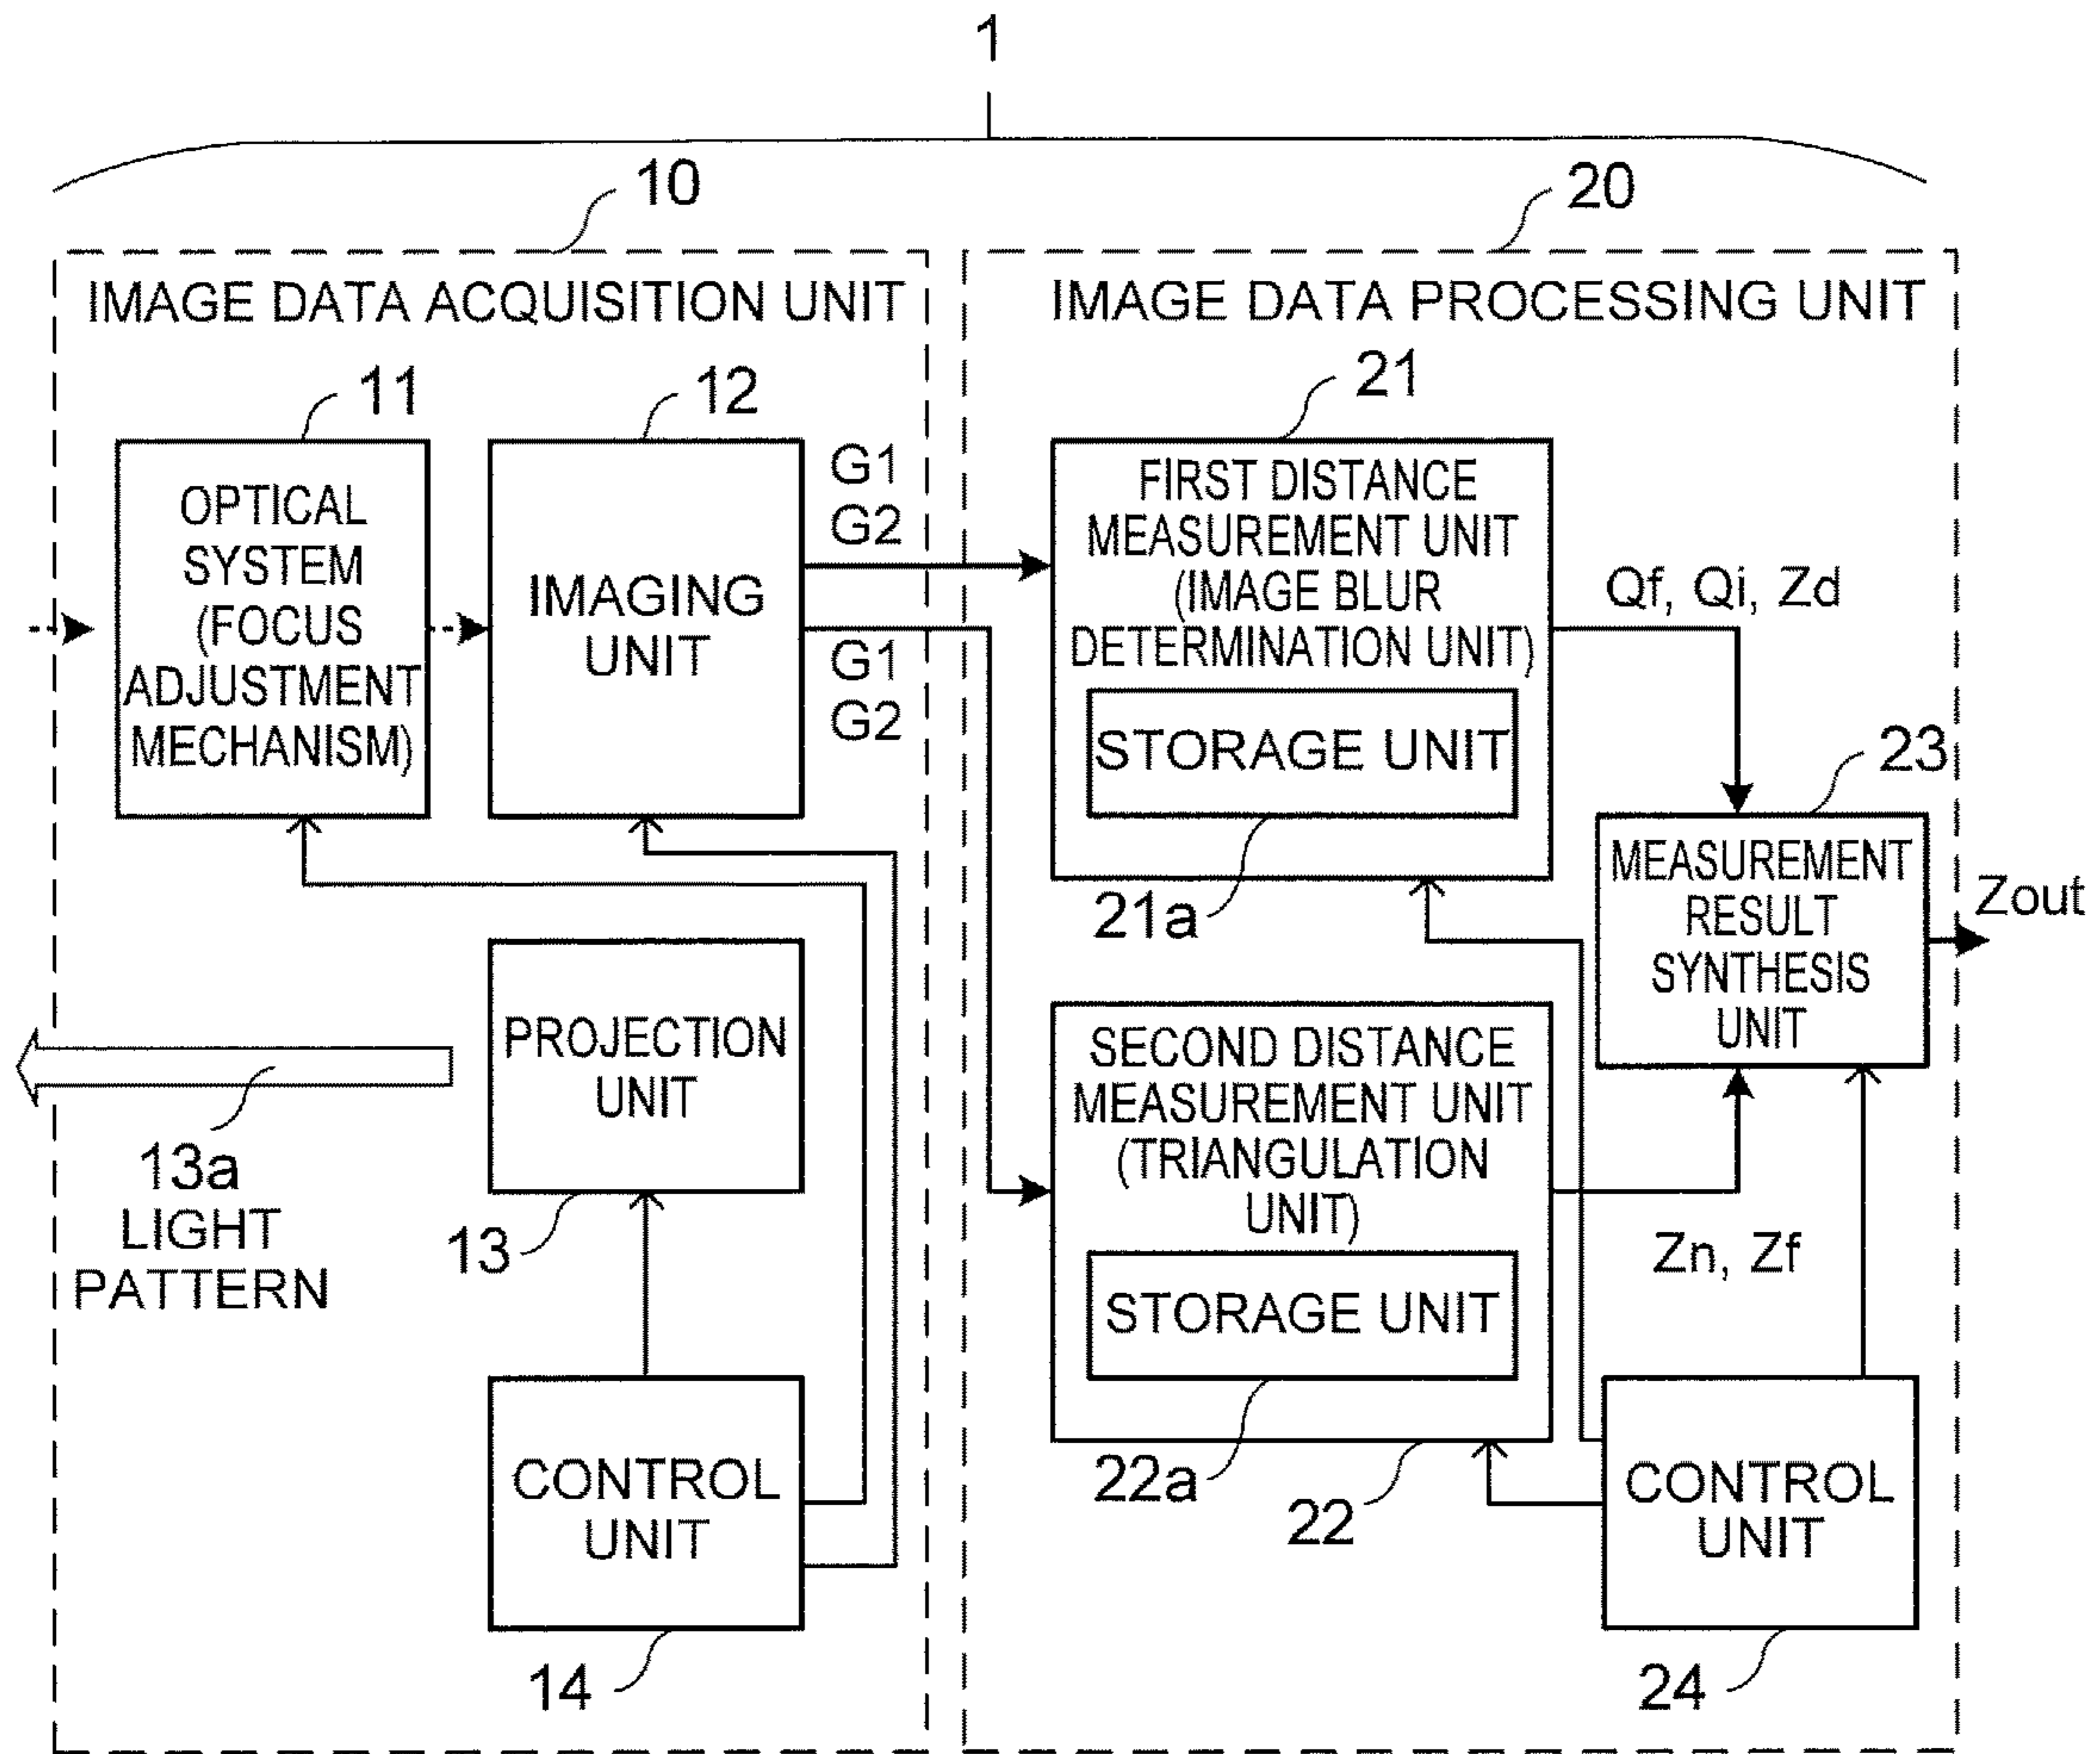 1
10
20
IMAGE DATA ACQUISITION UNIT
IMAGE DATA PROCESSING UNIT
11
12
21
OPTICAL
SYSTEM
(FOCUS
ADJUSTMENT
MECHANISM)
IMAGING
UNIT
G1
G2
G1
G2
FIRST DISTANCE
MEASUREMENT UNIT
(IMAGE BLUR
DETERMINATION UNIT)
STORAGE UNIT
21a
Qf, Qi, Zd
23
MEASUREMENT
RESULT
SYNTHESIS
UNIT
Zout
PROJECTION
UNIT
13
13a
LIGHT
PATTERN
SECOND DISTANCE
MEASUREMENT UNIT
(TRIANGULATION
UNIT)
STORAGE UNIT
22a
22
Zn, Zf
CONTROL
UNIT
14
CONTROL
UNIT
24